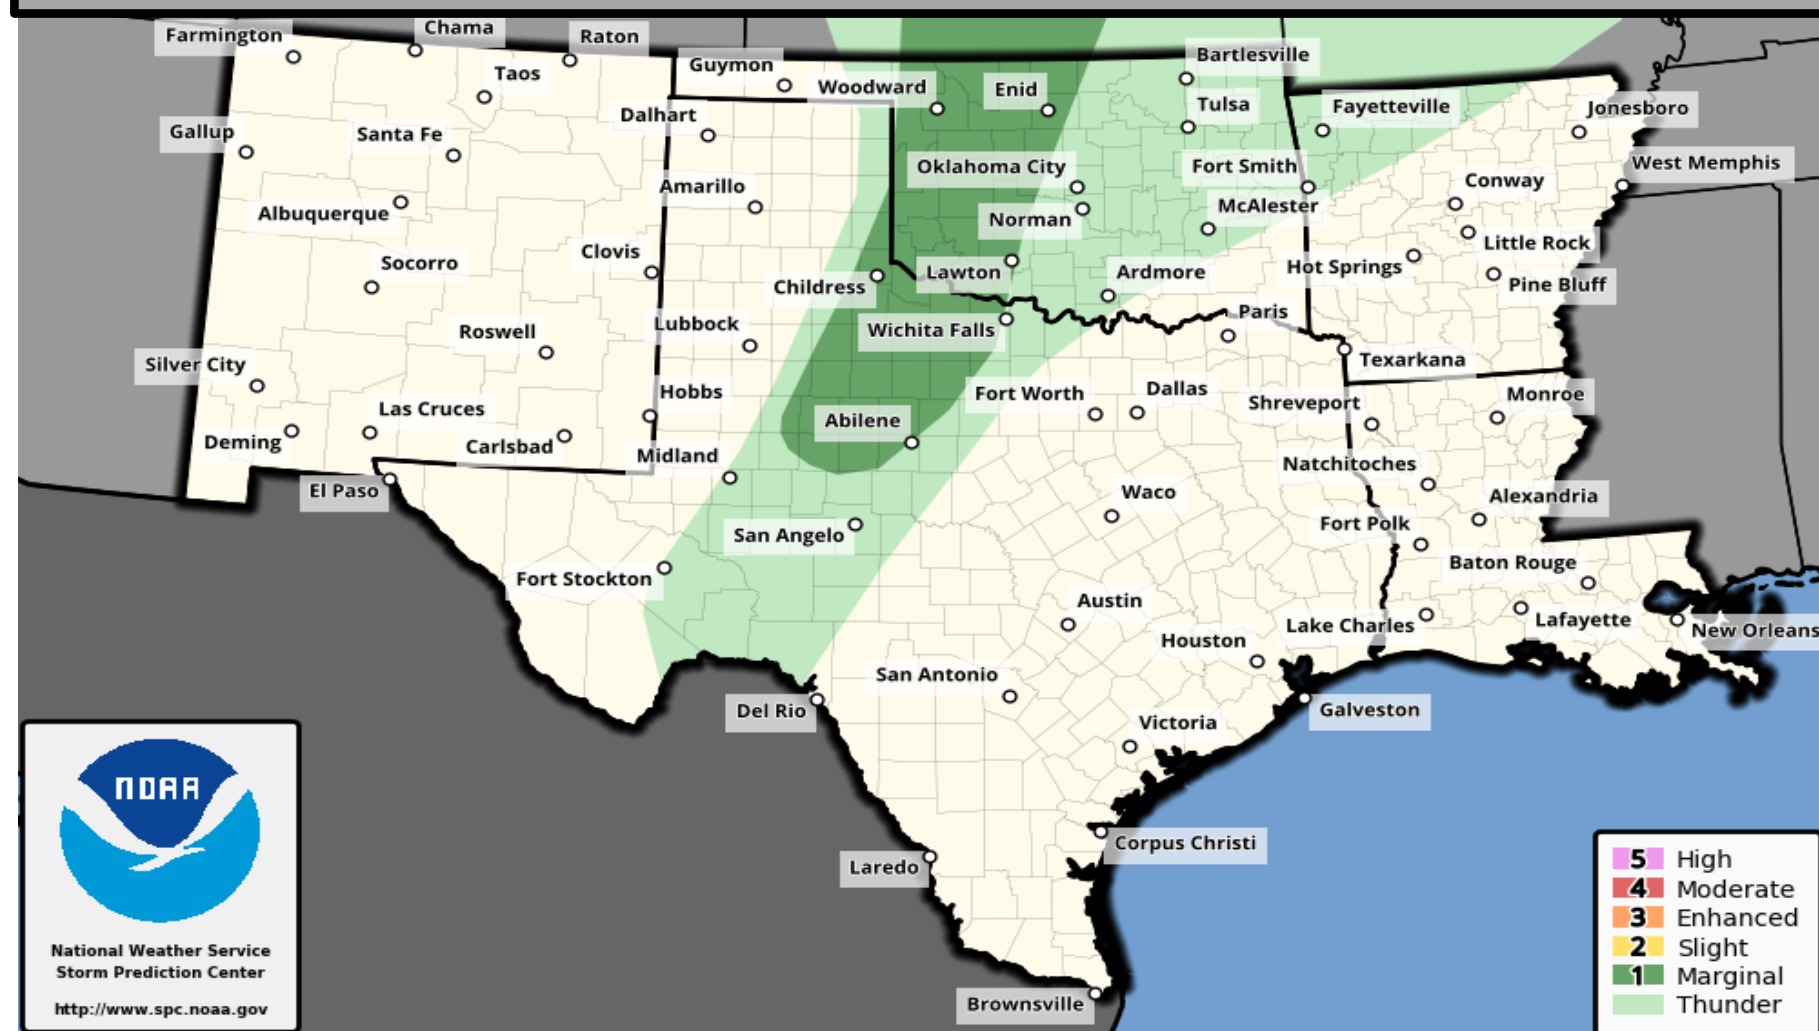 Farmington
Chama
Raton
Taos
Guymon
Woodward
Enid
Bartlesville
Tulsa
Fayetteville
Jonesboro
Dalhart
Gallup
Santa Fe
Oklahoma City
Fort Smith
Conway
West Memphis
Amarillo
Albuquerque
Norman
McAlester
Clovis
Socorro
Lawton
Ardmore
Hot Springs
Little Rock
Pine Bluff
Childress
Roswell
Lubbock
Wichita Falls
Paris
Silver City
Texarkana
Las Cruces
Hobbs
Fort Worth
Dallas
Shreveport
Monroe
Deming
Carlsbad
Midland
Abilene
Natchitoches
El Paso
Waco
Alexandria
San Angelo
Fort Polk
Fort Stockton
Baton Rouge
Austin
Lake Charles
Lafayette
New Orleans
Houston
San Antonio
Del Rio
Victoria
Galveston
Corpus Christi
Laredo
Brownsville
NOAA
National Weather Service
Storm Prediction Center
http://www.spc.noaa.gov
5 High
4 Moderate
3 Enhanced
2 Slight
1 Marginal
Thunder